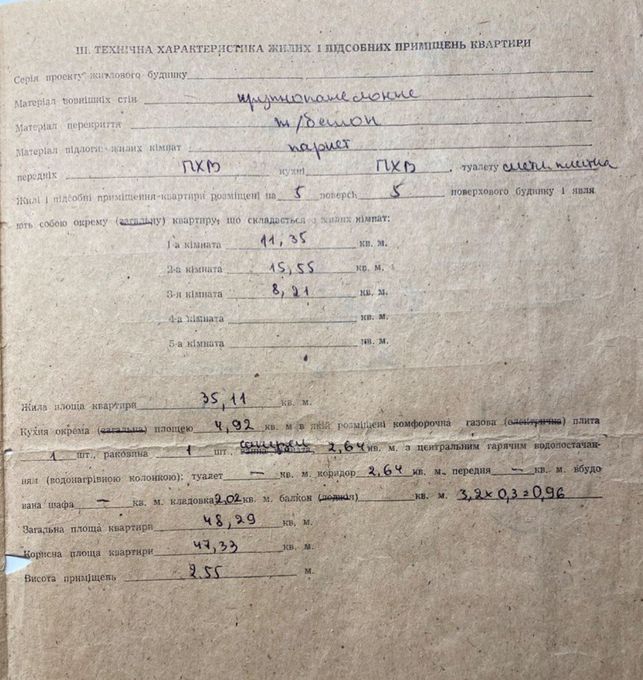 III. ТЕХНІЧНА ХАРАКТЕРИСТИКА ЖИЛИХ І ПІДСОБНИХ ПРИМІЩЕНЬ КВАРТИРИ
Серія проекту житлового будинку
Матеріал зовнішніх стін крупнопанельные
Матеріал перекриття ж/бетон
Матеріал підлоги: жилих кімнат паркет
передніх ПХВ кухні ПХВ, туалету метл. плитка
Жилі і підсобні приміщення квартири розміщені на 5 поверсі 5 поверхового будинку і явля
ють собою окрему (загальну) квартиру, що складається з жилих кімнат:
1-а кімната 11,35 кв. м.
2-а кімната 15,55 кв. м.
3-я кімната 8,21 кв. м.
4-а кімната кв. м.
5-а кімната кв. м.
Жила площа квартири 35,11 кв. м.
Кухня окрема (загальна) площею 4,92 кв. м в якій розміщені комфорочна газова (електрична) плита
1 шт., раковина 1 шт. 2,64 кв. м. з центральним гарячим водопостачан-
ням (водонагрівною колонкою): туалет — кв. м. коридор 2,64 кв. м. передня — кв. м. вбудо
вана шафа — кв. м. кладовка 2,02 кв. м. балкон (лоджія) кв. м. 3,2х0,3=0,96
Загальна площа квартири 48,29 кв. м.
Корисна площа квартири 47,33 кв. м.
Висота приміщень 2.55 м.